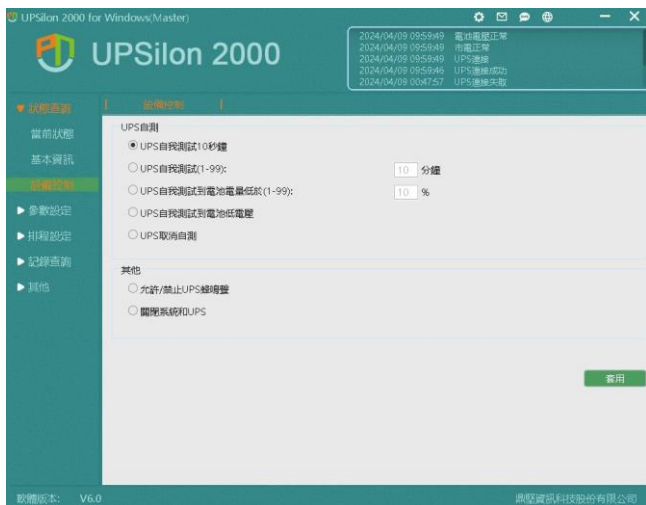 UPSilon 2000 for Windows(Master)
UPSilon 2000
2024/04/09 09:59:49 電池電壓正常
2024/04/09 09:59:49 市電正常
2024/04/09 09:59:49 UPS連接
2024/04/09 09:59:46 UPS連接成功
2024/04/09 00:47:57 UPS連接失敗
▼ 狀態查詢
當前狀態
基本資訊
設備控制
▶ 參數設定
▶ 排程設定
▶ 記錄查詢
▶ 其他
設備控制
UPS自測
UPS自我測試10秒鐘
UPS自我測試(1-99): 10 分鐘
UPS自我測試到電池電量低於(1-99): 10 %
UPS自我測試到電池低電壓
UPS取消自測
其他
允許/禁止UPS蜂鳴聲
關閉系統和UPS
套用
軟體版本: V6.0
鼎堅資訊科技股份有限公司